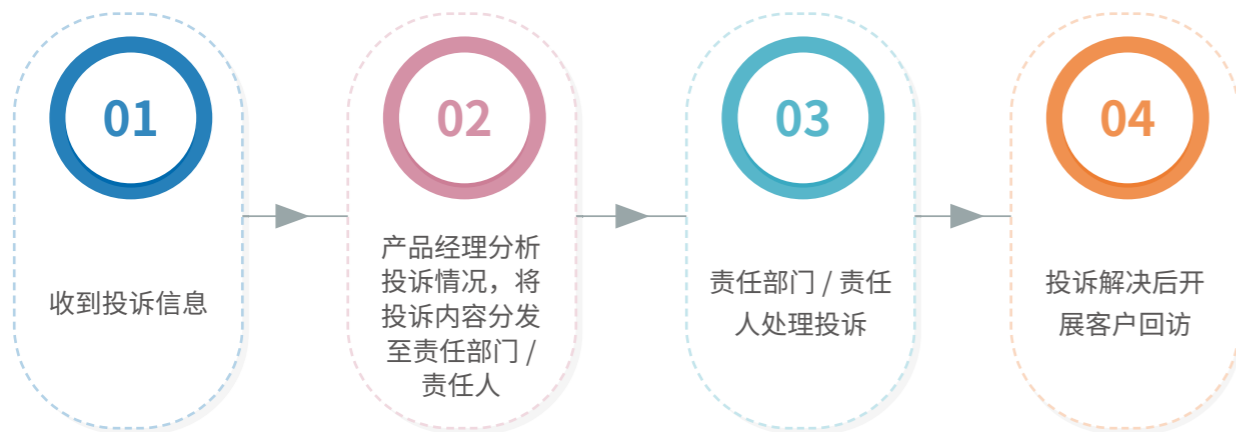 01
收到投诉信息
02
产品经理分析
投诉情况，将
投诉内容分发
至责任部门 /
责任人
03
责任部门 / 责任
人处理投诉
04
投诉解决后开
展客户回访